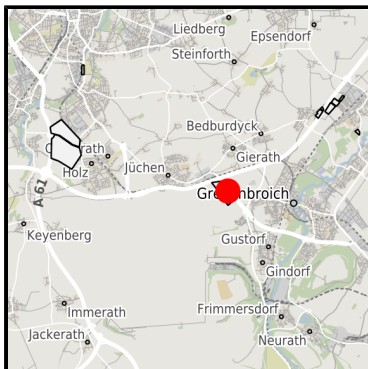 Liedberg
Epsendorf
Steinforth
Bedburdyck
Gierath
Jüchen
Holz
Grevenbroich
A 61
Keyenberg
Gustorf
Gindorf
Immerath
Frimmersdorf
Jackerath
Neurath